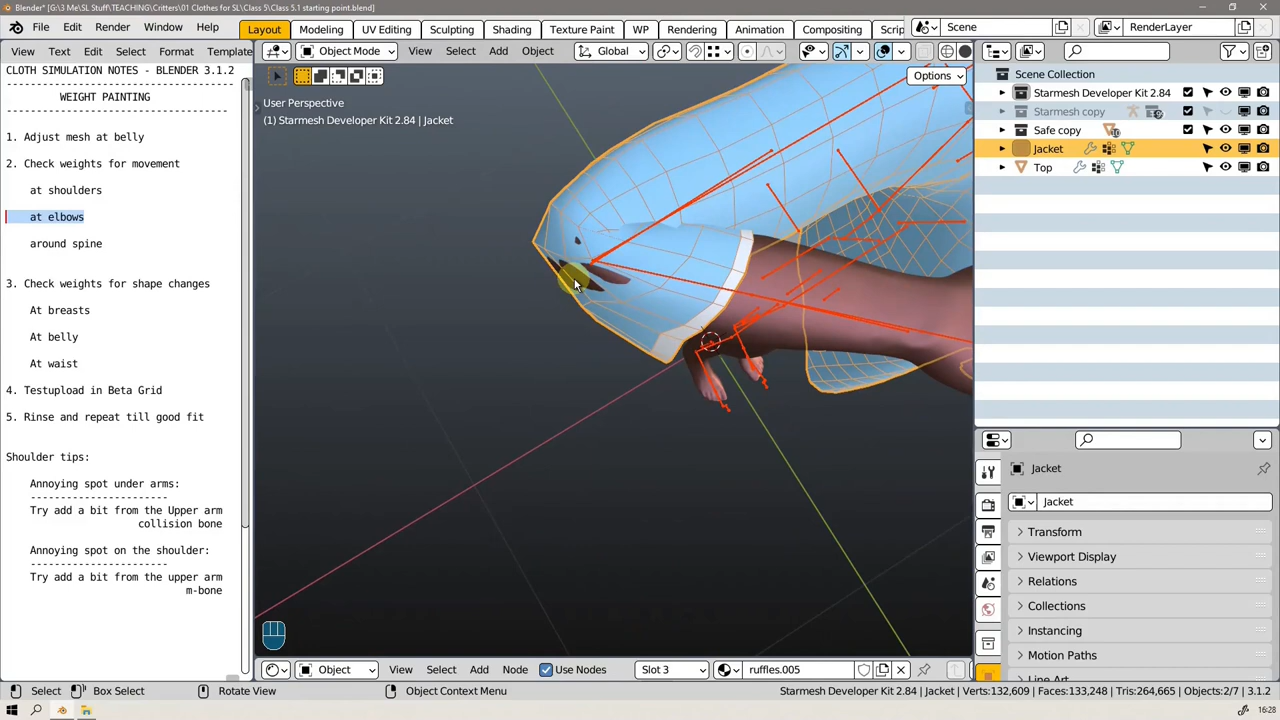 Blender* [G:\3 Me\SL Stuff\TEACHING\Critters\01 Clothes for SL\Class 5\Class 5.1 starting point.blend]
File Edit Render Window Help Layout Modeling Sculpting UV Editing Texture Paint WP Shading Rendering Animation Compositing Scrip Scene RenderLayer
View Text Edit Select Format Template Object Mode View Select Add Object Global
Options
CLOTH SIMULATION NOTES - BLENDER 3.1.2
WEIGHT PAINTING
1. Adjust mesh at belly
2. Check weights for movement
at shoulders
at elbows
around spine
3. Check weights for shape changes
At breasts
At belly
At waist
4. Testupload in Beta Grid
5. Rinse and repeat till good fit
Shoulder tips:
Annoying spot under arms:
-----------------------
Try add a bit from the Upper arm
collision bone
Annoying spot on the shoulder:
-----------------------
Try add a bit from the upper arm
m-bone
User Perspective
(1) Starmesh Developer Kit 2.84 | Jacket
Scene Collection
Starmesh Developer Kit 2.84
Starmesh copy
Safe copy
Jacket
Top
Jacket
Jacket
Transform
Viewport Display
Relations
Collections
Instancing
Motion Paths
Line Art
Object View Select Add Node Use Nodes Slot 3 ruffles.005
Select Box Select Rotate View Object Context Menu Starmesh Developer Kit 2.84 | Jacket | Verts:132,609 | Faces:133,248 | Tris:264,665 | Objects:2/7 | 3.1.2
16:28